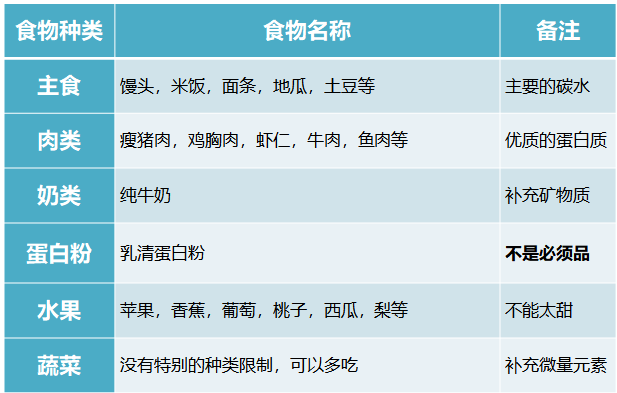 食物种类 食物名称 备注
主食 馒头，米饭，面条，地瓜，土豆等 主要的碳水
肉类 瘦猪肉，鸡胸肉，虾仁，牛肉，鱼肉等 优质的蛋白质
奶类 纯牛奶 补充矿物质
蛋白粉 乳清蛋白粉 不是必须品
水果 苹果，香蕉，葡萄，桃子，西瓜，梨等 不能太甜
蔬菜 没有特别的种类限制，可以多吃 补充微量元素